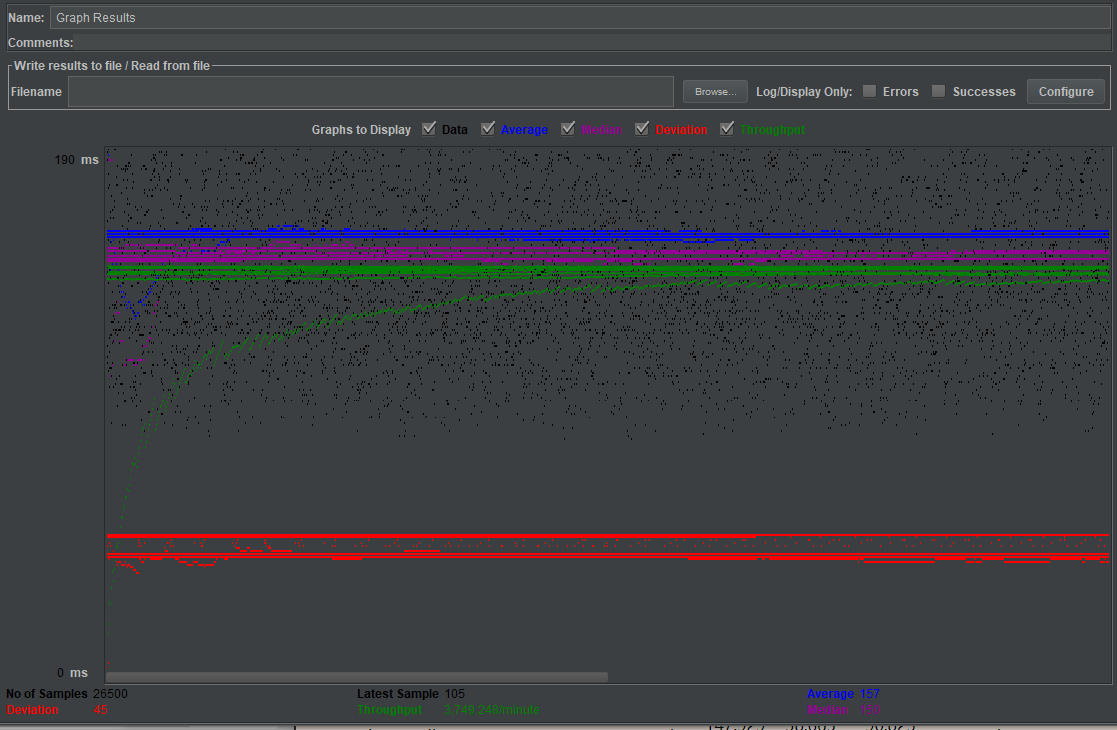 Name: Graph Results
Comments:
Write results to file / Read from file
Filename Browse... Log/Display Only: Errors Successes Configure
Graphs to Display Data Average Median Deviation Throughput
190 ms
0 ms
No of Samples 26500 Latest Sample 105 Average 157
Deviation 45 Throughput 3,749.248/minute Median